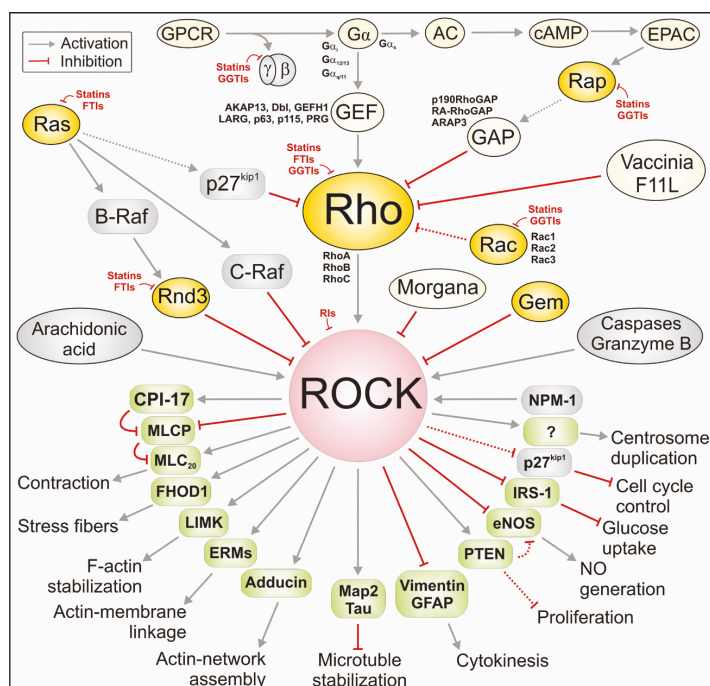 Activation
Inhibition
GPCR
Gα
AC
cAMP
EPAC
Gαi
Gαs
Gα12/13
Gαq/11
Statins
GGTIs
γ
β
Rap
Statins
GGTIs
Statins
FTIs
Ras
AKAP13, Dbl, GEFH1
LARG, p63, p115, PRG
GEF
p190RhoGAP
RA-RhoGAP
ARAP3
GAP
Statins
FTIs
GGTIs
p27kip1
Vaccinia
F11L
B-Raf
Rho
Statins
GGTIs
Rac
Rac1
Rac2
Rac3
RhoA
RhoB
RhoC
C-Raf
Statins
FTIs
Rnd3
Morgana
Gem
RIs
Arachidonic
acid
Caspases
Granzyme B
ROCK
CPI-17
NPM-1
MLCP
?
Centrosome
duplication
MLC20
p27kip1
Contraction
FHOD1
IRS-1
Cell cycle
control
Stress fibers
LIMK
eNOS
Glucose
uptake
ERMs
PTEN
F-actin
stabilization
NO
generation
Adducin
Map2
Tau
Vimentin
GFAP
Actin-membrane
linkage
Proliferation
Actin-network
assembly
Microtuble
stabilization
Cytokinesis